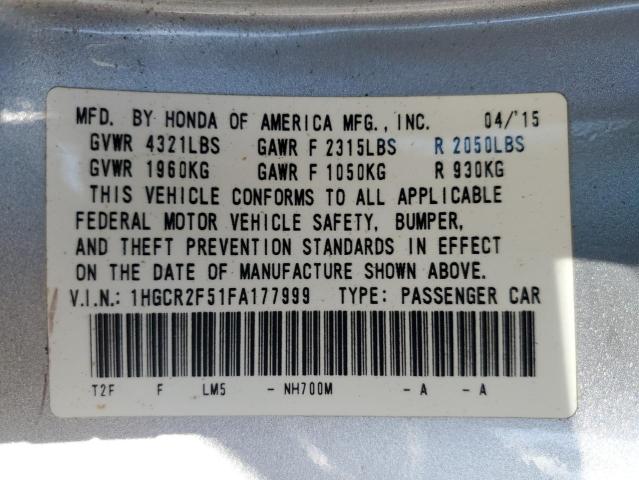 MFD. BY HONDA OF AMERICA MFG., INC. 04/'15
GVWR 4321LBS GAWR F 2315LBS R 2050LBS
GVWR 1960KG GAWR F 1050KG R 930KG
THIS VEHICLE CONFORMS TO ALL APPLICABLE
FEDERAL MOTOR VEHICLE SAFETY, BUMPER,
AND THEFT PREVENTION STANDARDS IN EFFECT
ON THE DATE OF MANUFACTURE SHOWN ABOVE.
V.I.N.: 1HGCR2F51FA177999 TYPE: PASSENGER CAR
T2F F LM5 - NH700M - A - A